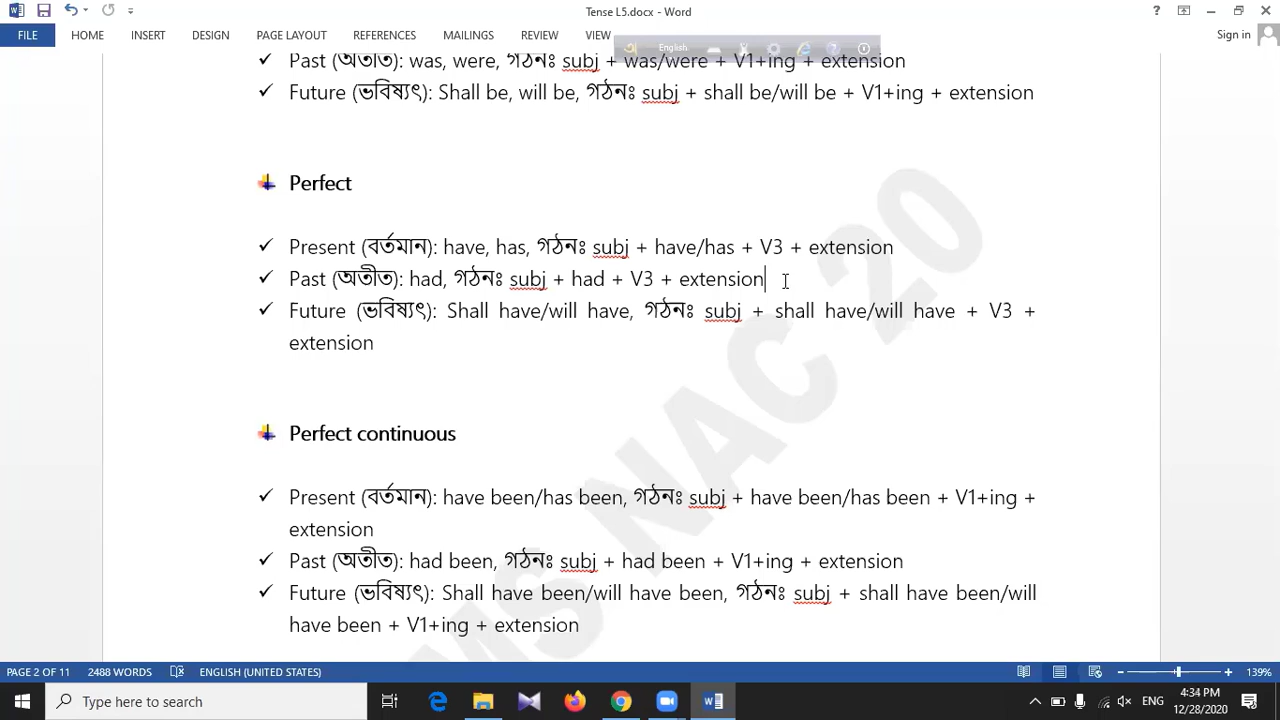 Tense L5.docx - Word
FILE HOME INSERT DESIGN PAGE LAYOUT REFERENCES MAILINGS REVIEW VIEW Sign in
English
✓ Past (অতীত): was, were, গঠনঃ subj + was/were + V1+ing + extension
✓ Future (ভবিষ্যৎ): Shall be, will be, গঠনঃ subj + shall be/will be + V1+ing + extension
Perfect
✓ Present (বর্তমান): have, has, গঠনঃ subj + have/has + V3 + extension
✓ Past (অতীত): had, গঠনঃ subj + had + V3 + extension
✓ Future (ভবিষ্যৎ): Shall have/will have, গঠনঃ subj + shall have/will have + V3 +
extension
Perfect continuous
✓ Present (বর্তমান): have been/has been, গঠনঃ subj + have been/has been + V1+ing +
extension
✓ Past (অতীত): had been, গঠনঃ subj + had been + V1+ing + extension
✓ Future (ভবিষ্যৎ): Shall have been/will have been, গঠনঃ subj + shall have been/will
have been + V1+ing + extension
MS NAC 20
PAGE 2 OF 11 2488 WORDS ENGLISH (UNITED STATES) 139%
Type here to search ENG 4:34 PM
12/28/2020